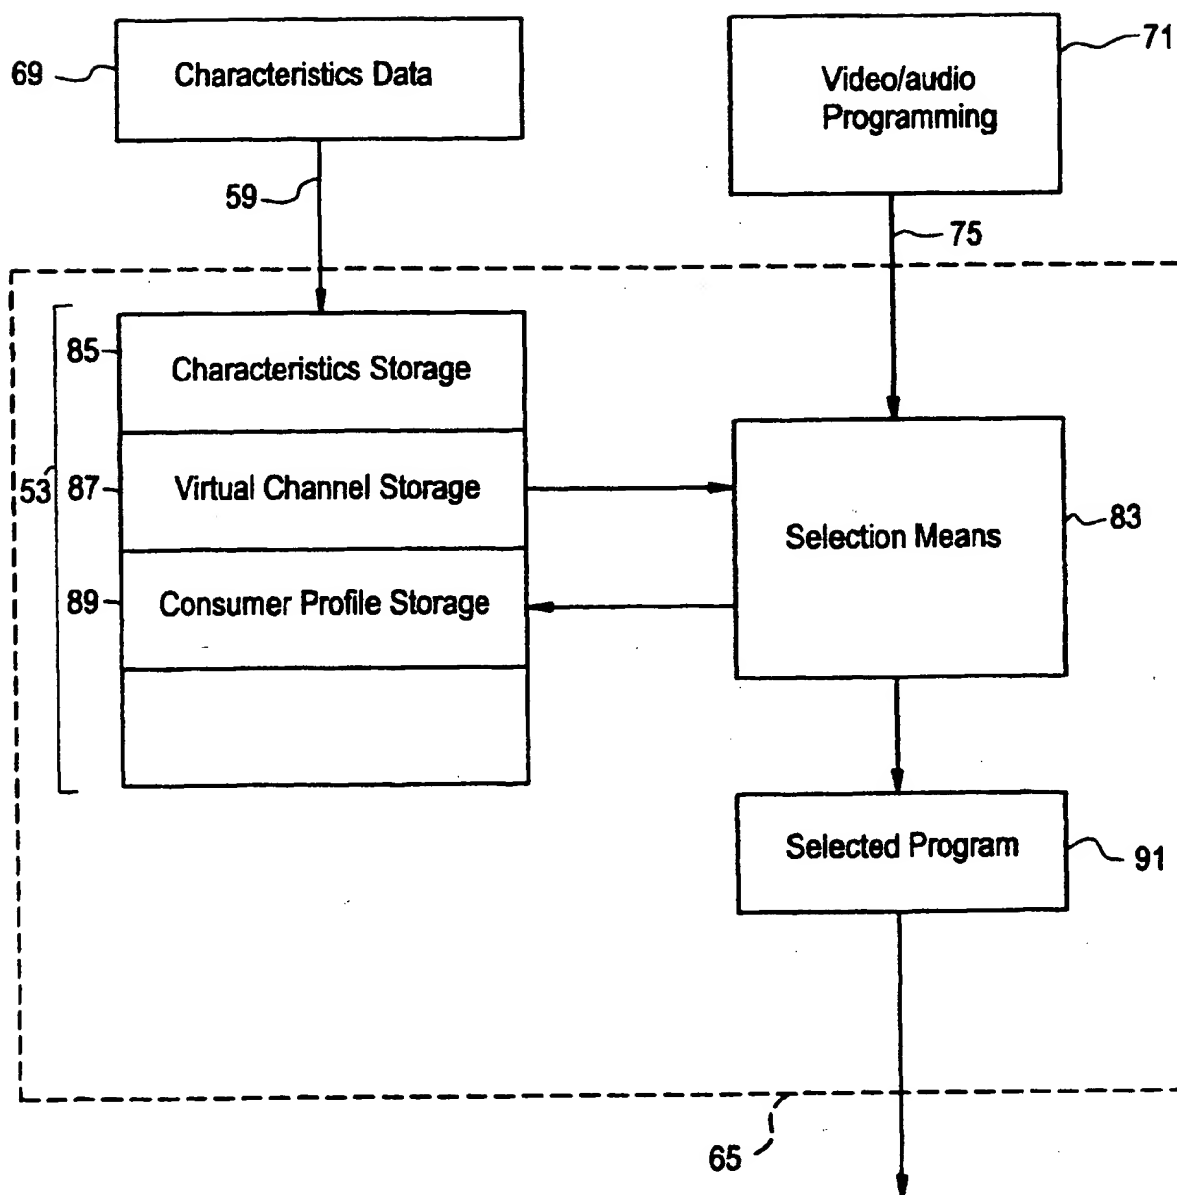 69
Characteristics Data
71
Video/audio
Programming
59
75
85
Characteristics Storage
53
87
Virtual Channel Storage
Selection Means
83
89
Consumer Profile Storage
Selected Program
91
65